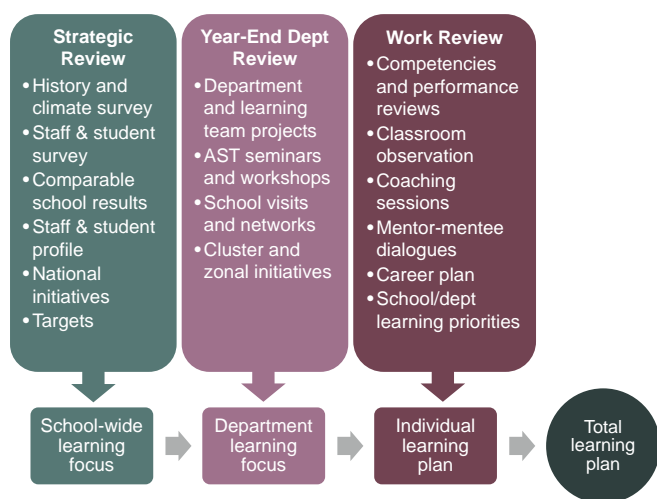 Strategic
Review
•History and
climate survey
•Staff & student
survey
•Comparable
school results
•Staff & student
profile
•National
initiatives
•Targets
Year-End Dept
Review
•Department
and learning
team projects
•AST seminars
and workshops
•School visits
and networks
•Cluster and
zonal initiatives
Work Review
•Competencies
and performance
reviews
•Classroom
observation
•Coaching
sessions
•Mentor-mentee
dialogues
•Career plan
•School/dept
learning priorities
School-wide
learning
focus
Department
learning
focus
Individual
learning
plan
Total
learning
plan